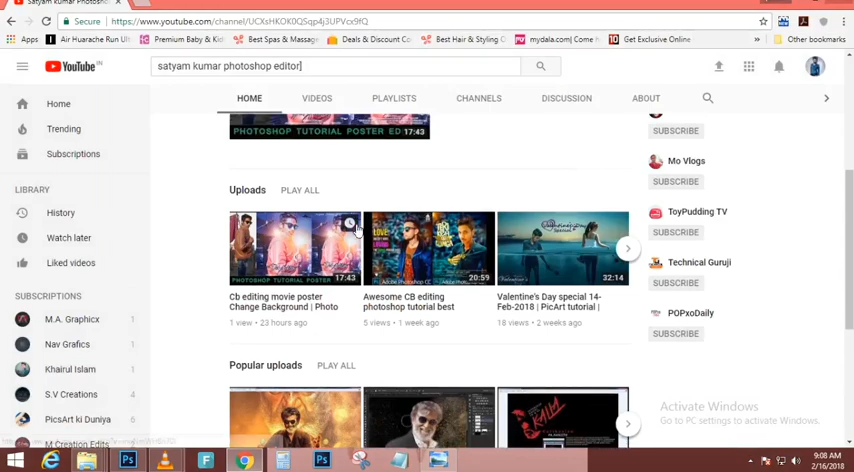 Satyam kumar Photosh
Secure
https://www.youtube.com/channel/UCXsHKOK0QSqp4j3UPVcx9fQ
Apps
Air Huarache Run Ult
Premium Baby & Kid
Best Spas & Massage
Deals & Discount Co
Best Hair & Styling
mydala.com| Come h
Get Exclusive Online
»
Other bookmarks
YouTube IN
satyam kumar photoshop editor]
HOME
VIDEOS
PLAYLISTS
CHANNELS
DISCUSSION
ABOUT
Home
Trending
Subscriptions
LIBRARY
History
Watch later
Liked videos
SUBSCRIPTIONS
M.A. Graphicx 1
Nav Grafics 1
Khairul Islam 1
S.V Creations 4
PicsArt ki Duniya 6
M Creation Edits
PHOTOSHOP TUTORIAL POSTER ED
17:43
Uploads
PLAY ALL
PHOTOSHOP TUTORIAL POSTER EDI
17:43
Adobe Photoshop CC
20:59
Valentine's
32:14
Cb editing movie poster
Change Background | Photo
1 view • 23 hours ago
Awesome CB editing
photoshop tutorial best
5 views • 1 week ago
Valentine's Day special 14-
Feb-2018 | PicArt tutorial |
18 views • 2 weeks ago
Popular uploads
PLAY ALL
SUBSCRIBE
Mo Vlogs
SUBSCRIBE
ToyPudding TV
SUBSCRIBE
Technical Guruji
SUBSCRIBE
POPxoDaily
SUBSCRIBE
Activate Windows
Go to PC settings to activate Windows.
Ps
F
Ps
9:08 AM
2/16/2018